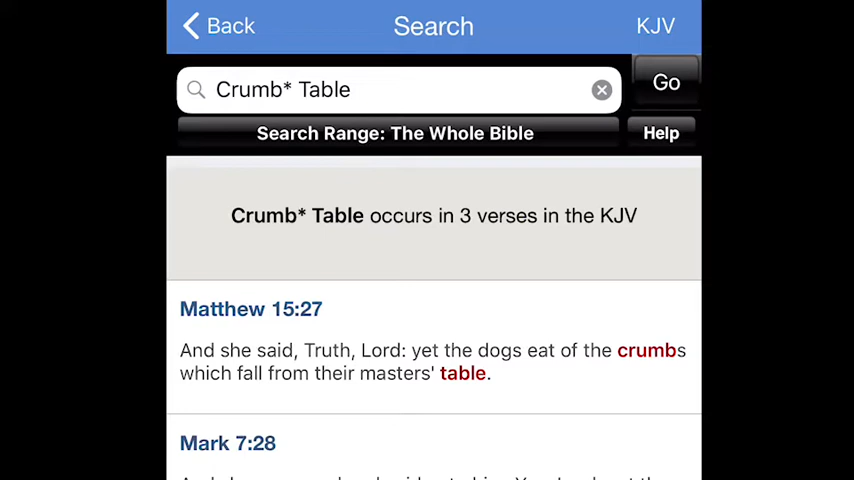 Back Search KJV
Crumb* Table Go
Search Range: The Whole Bible Help
Crumb* Table occurs in 3 verses in the KJV
Matthew 15:27
And she said, Truth, Lord: yet the dogs eat of the crumbs
which fall from their masters' table.
Mark 7:28